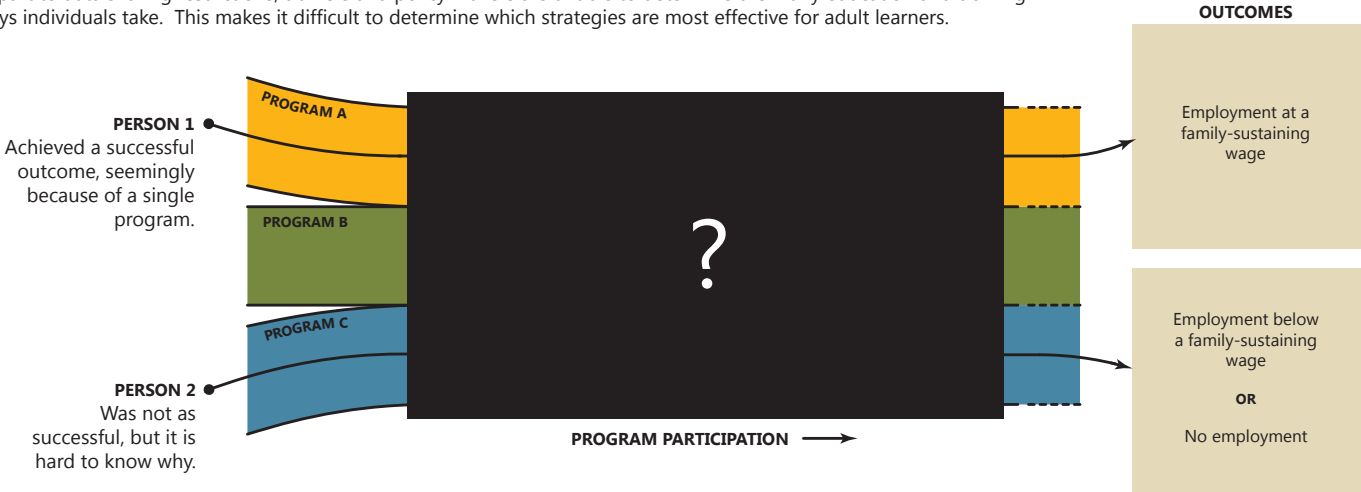 ys individuals take.  This makes it difficult to determine which strategies are most effective for adult learners.
OUTCOMES
PERSON 1
Achieved a successful
outcome, seemingly
because of a single
program.
PROGRAM A
PROGRAM B
PROGRAM C
PERSON 2
Was not as
successful, but it is
hard to know why.
?
PROGRAM PARTICIPATION
Employment at a
family-sustaining
wage
Employment below
a family-sustaining
wage
OR
No employment